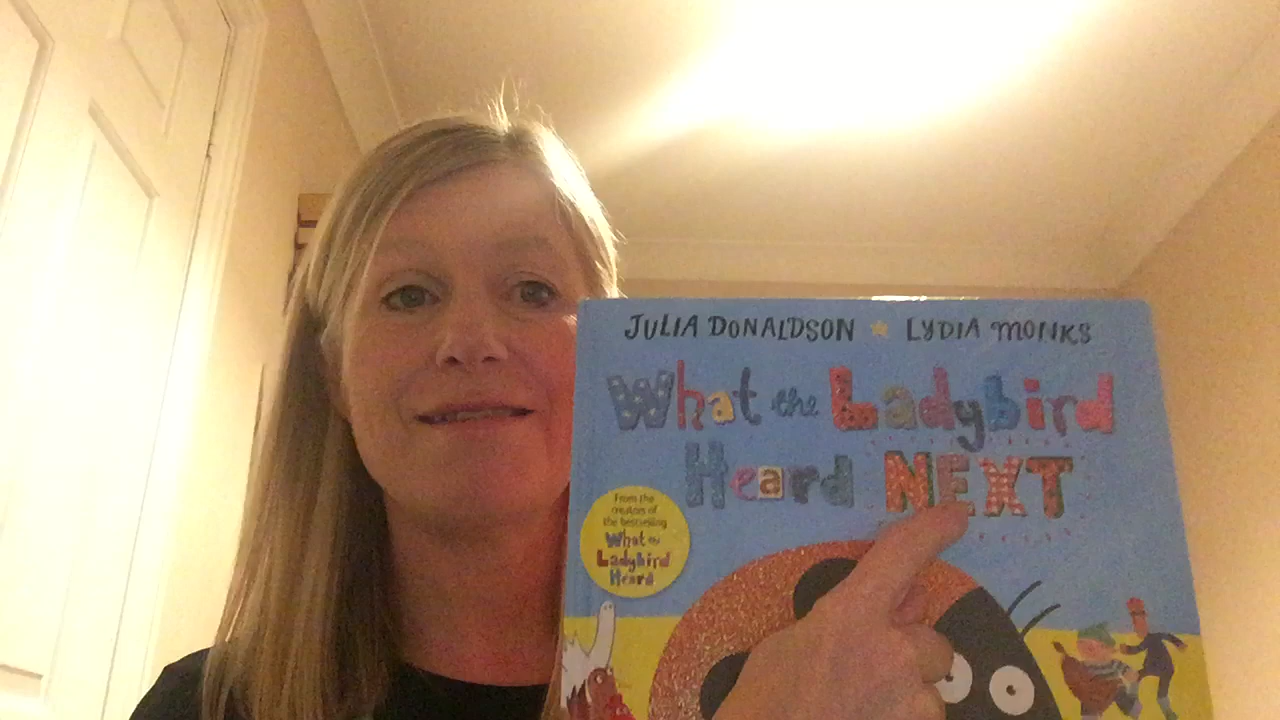 JULIA DONALDSON ★ LYDIA MONKS
What the Ladybird
Heard NEXT
From the
creators of
the bestselling
What the
Ladybird
Heard